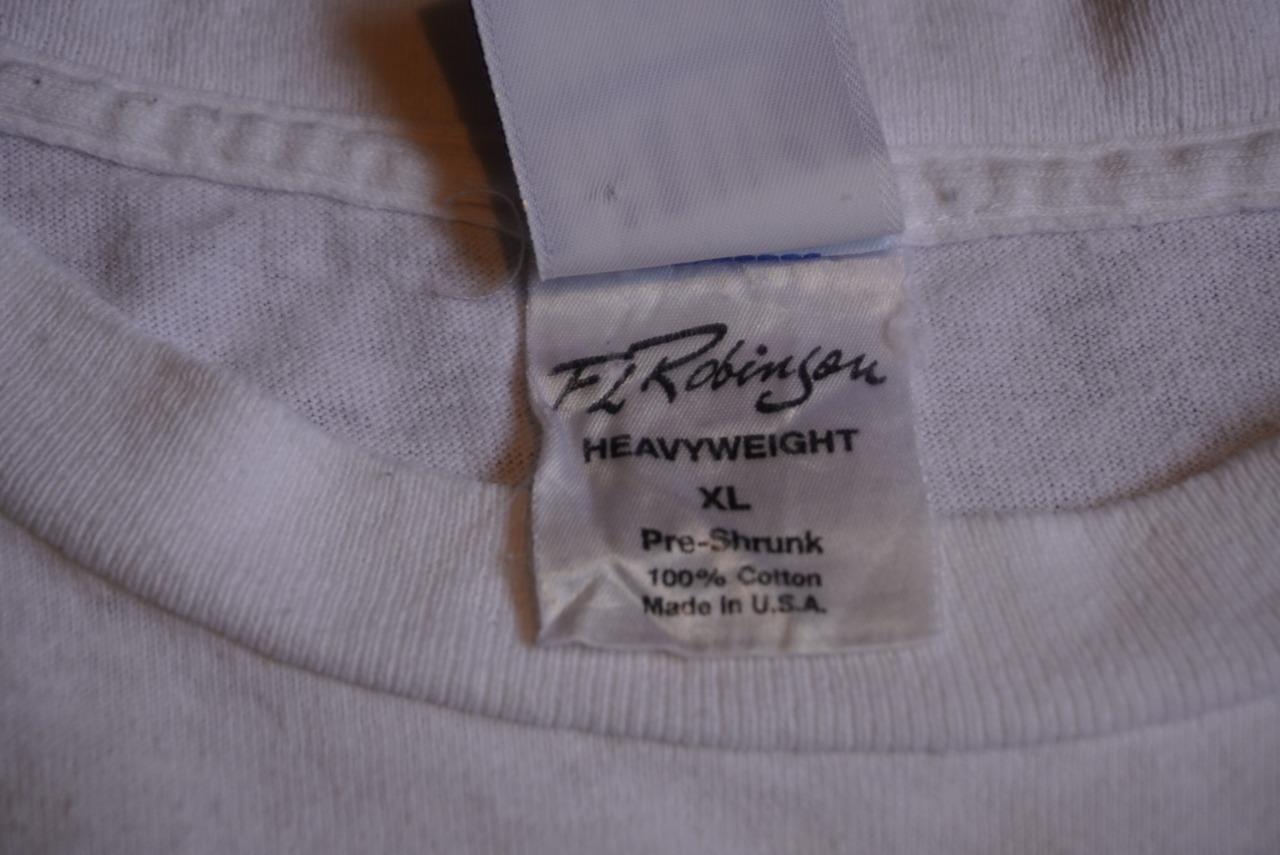 FL Robinson
HEAVYWEIGHT
XL
Pre-Shrunk
100% Cotton
Made in U.S.A.